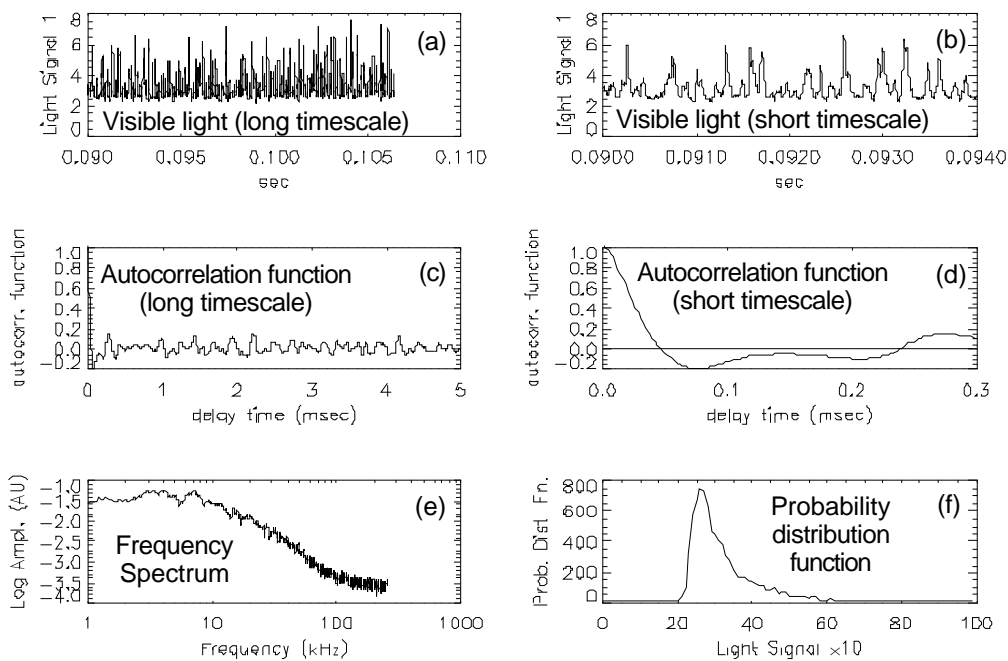 Light Signal 1
8
6
4
2
0
(a)
Visible light (long timescale)
0.090
0.095
0.100
0.105
0.110
sec
Light Signal 1
8
6
4
2
0
(b)
Visible light (short timescale)
0.0900
0.0910
0.0920
0.0930
0.0940
sec
autocorr. function
1.0
0.8
0.6
0.4
0.2
0.0
-0.2
(c)
Autocorrelation function
(long timescale)
0
1
2
3
4
5
delay time (msec)
autocorr. function
1.0
0.8
0.6
0.4
0.2
0.0
-0.2
(d)
Autocorrelation function
(short timescale)
0.0
0.1
0.2
0.3
delay time (msec)
Log Ampl. (AU)
-1.0
-1.5
-2.0
-2.5
-3.0
-3.5
-4.0
(e)
Frequency
Spectrum
1
10
100
1000
Frequency (kHz)
Prob. Dist. Fn.
800
600
400
200
0
(f)
Probability
distribution
function
0
20
40
60
80
100
Light Signal x10